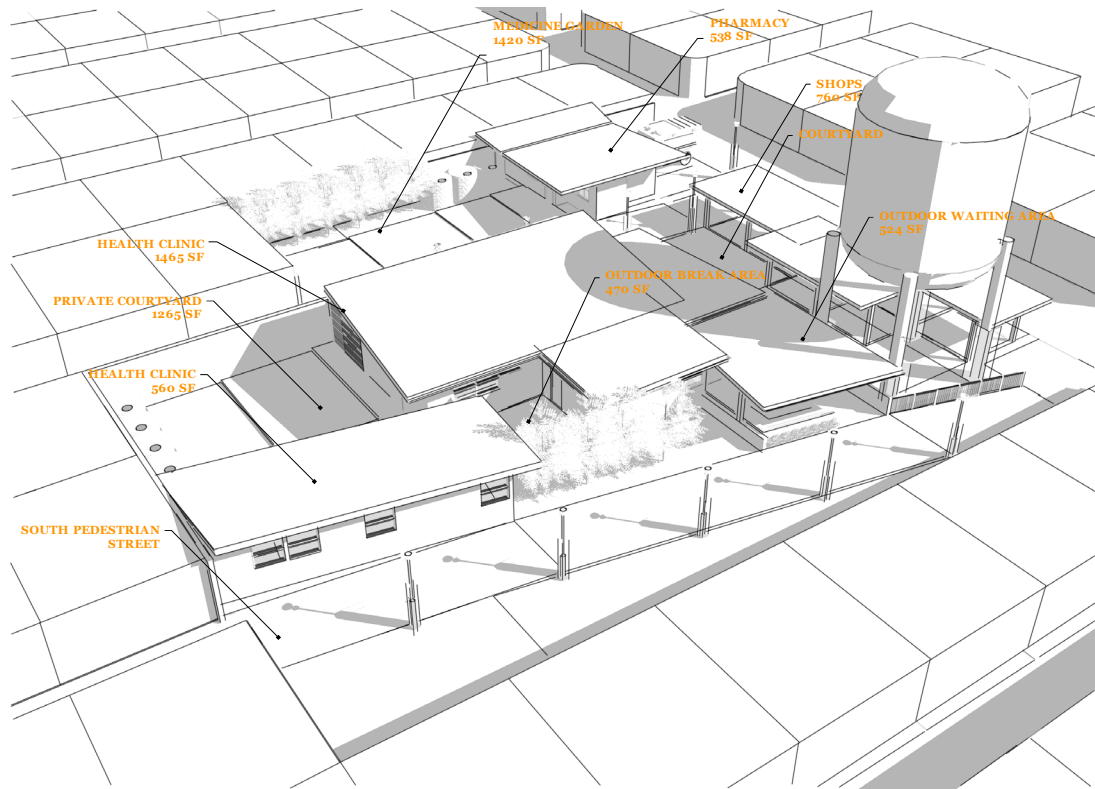 MEDICINE GARDEN
1420 SF
PHARMACY
538 SF
SHOPS
760 SF
COURTYARD
OUTDOOR WAITING AREA
524 SF
HEALTH CLINIC
1465 SF
OUTDOOR BREAK AREA
470 SF
PRIVATE COURTYARD
1265 SF
HEALTH CLINIC
560 SF
SOUTH PEDESTRIAN
STREET